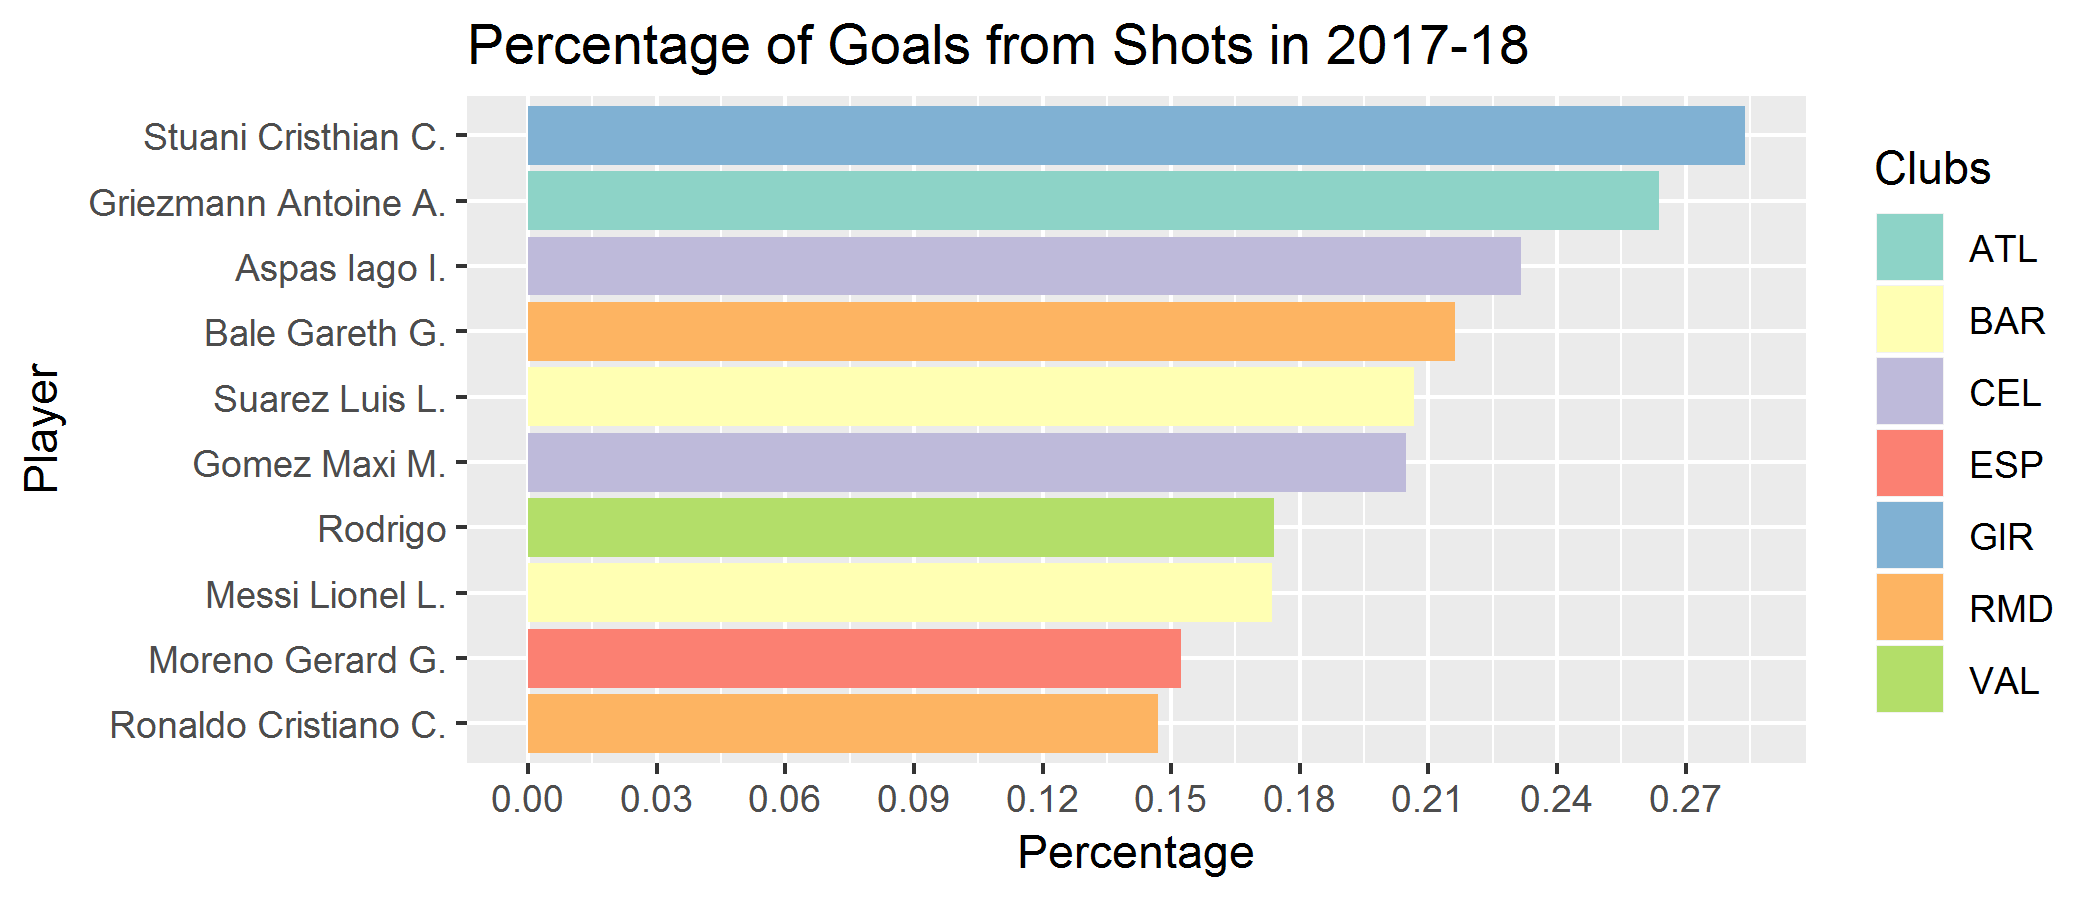 Percentage of Goals from Shots in 2017-18
Player
Stuani Cristhian C.
Griezmann Antoine A.
Aspas Iago I.
Bale Gareth G.
Suarez Luis L.
Gomez Maxi M.
Rodrigo
Messi Lionel L.
Moreno Gerard G.
Ronaldo Cristiano C.
0.00 0.03 0.06 0.09 0.12 0.15 0.18 0.21 0.24 0.27
Percentage
Clubs
ATL
BAR
CEL
ESP
GIR
RMD
VAL